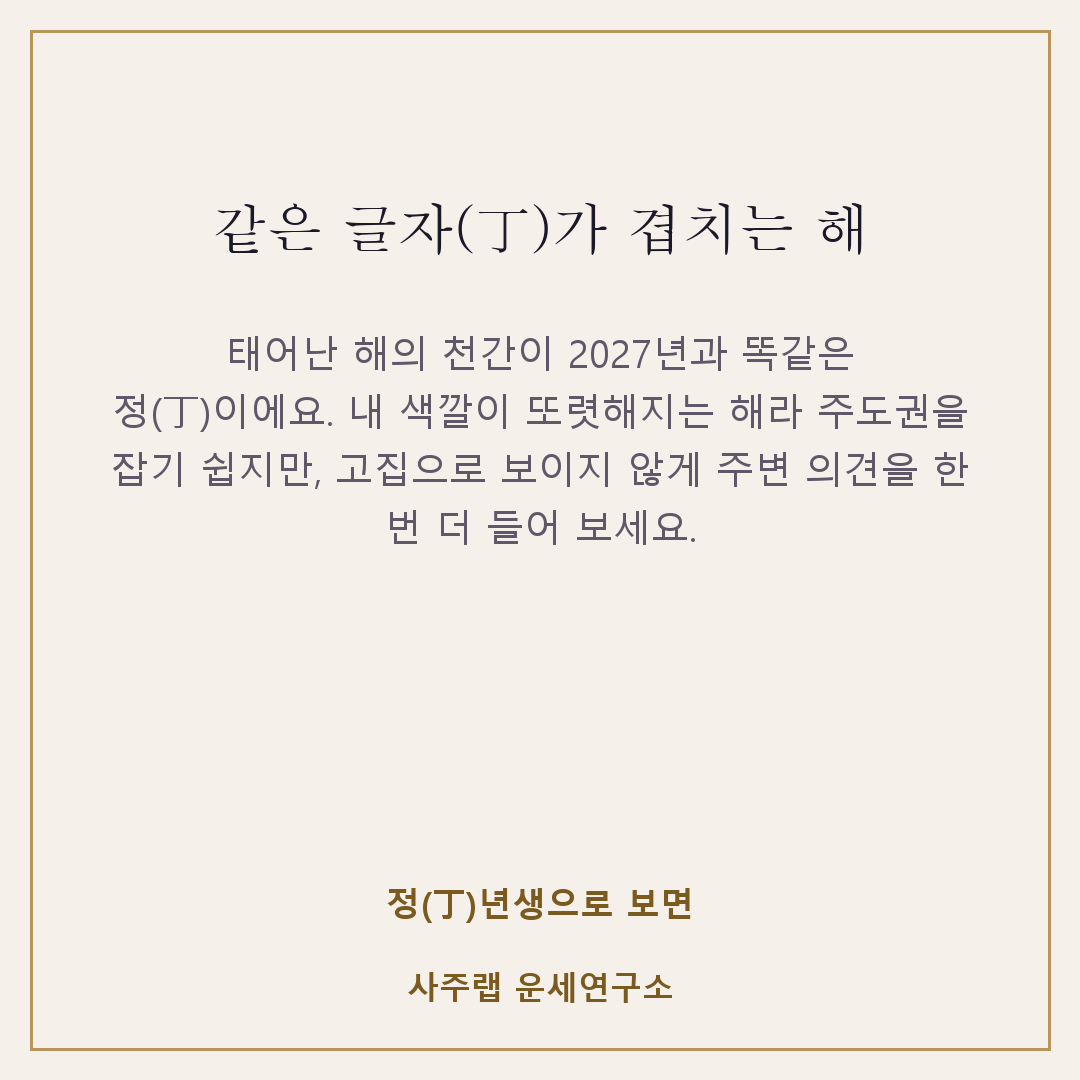 같은 글자(丁)가 겹치는 해
태어난 해의 천간이 2027년과 똑같은
정(丁)이에요. 내 색깔이 또렷해지는 해라 주도권을
잡기 쉽지만, 고집으로 보이지 않게 주변 의견을 한
번 더 들어 보세요.
정(丁)년생으로 보면
사주랩 운세연구소